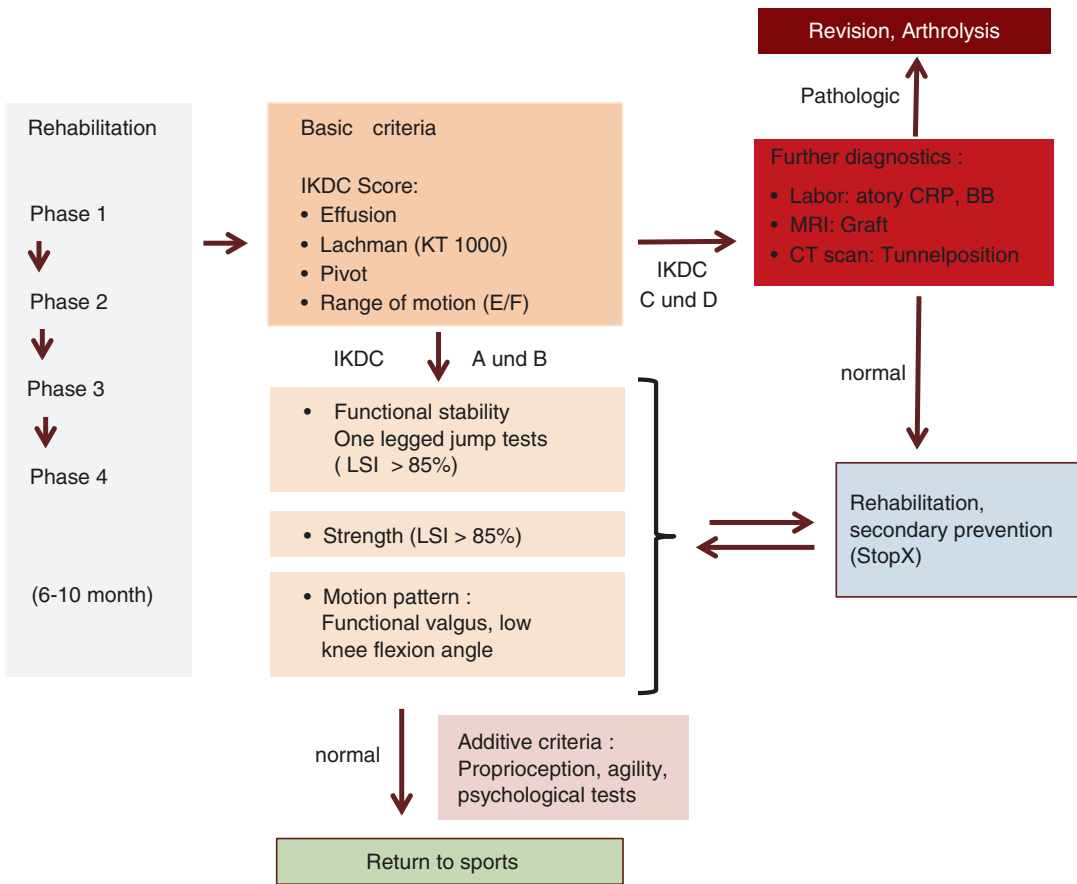 Revision, Arthrolysis
Pathologic
Rehabilitation
Phase 1
Phase 2
Phase 3
Phase 4
(6-10 month)
Basic criteria
IKDC Score:
• Effusion
• Lachman (KT 1000)
• Pivot
• Range of motion (E/F)
IKDC
C und D
Further diagnostics :
• Labor: atory CRP, BB
• MRI: Graft
• CT scan: Tunnelposition
IKDC A und B
normal
• Functional stability
One legged jump tests
( LSI > 85%)
• Strength (LSI > 85%)
• Motion pattern :
Functional valgus, low
knee flexion angle
Rehabilitation,
secondary prevention
(StopX)
normal
Additive criteria :
Proprioception, agility,
psychological tests
Return to sports